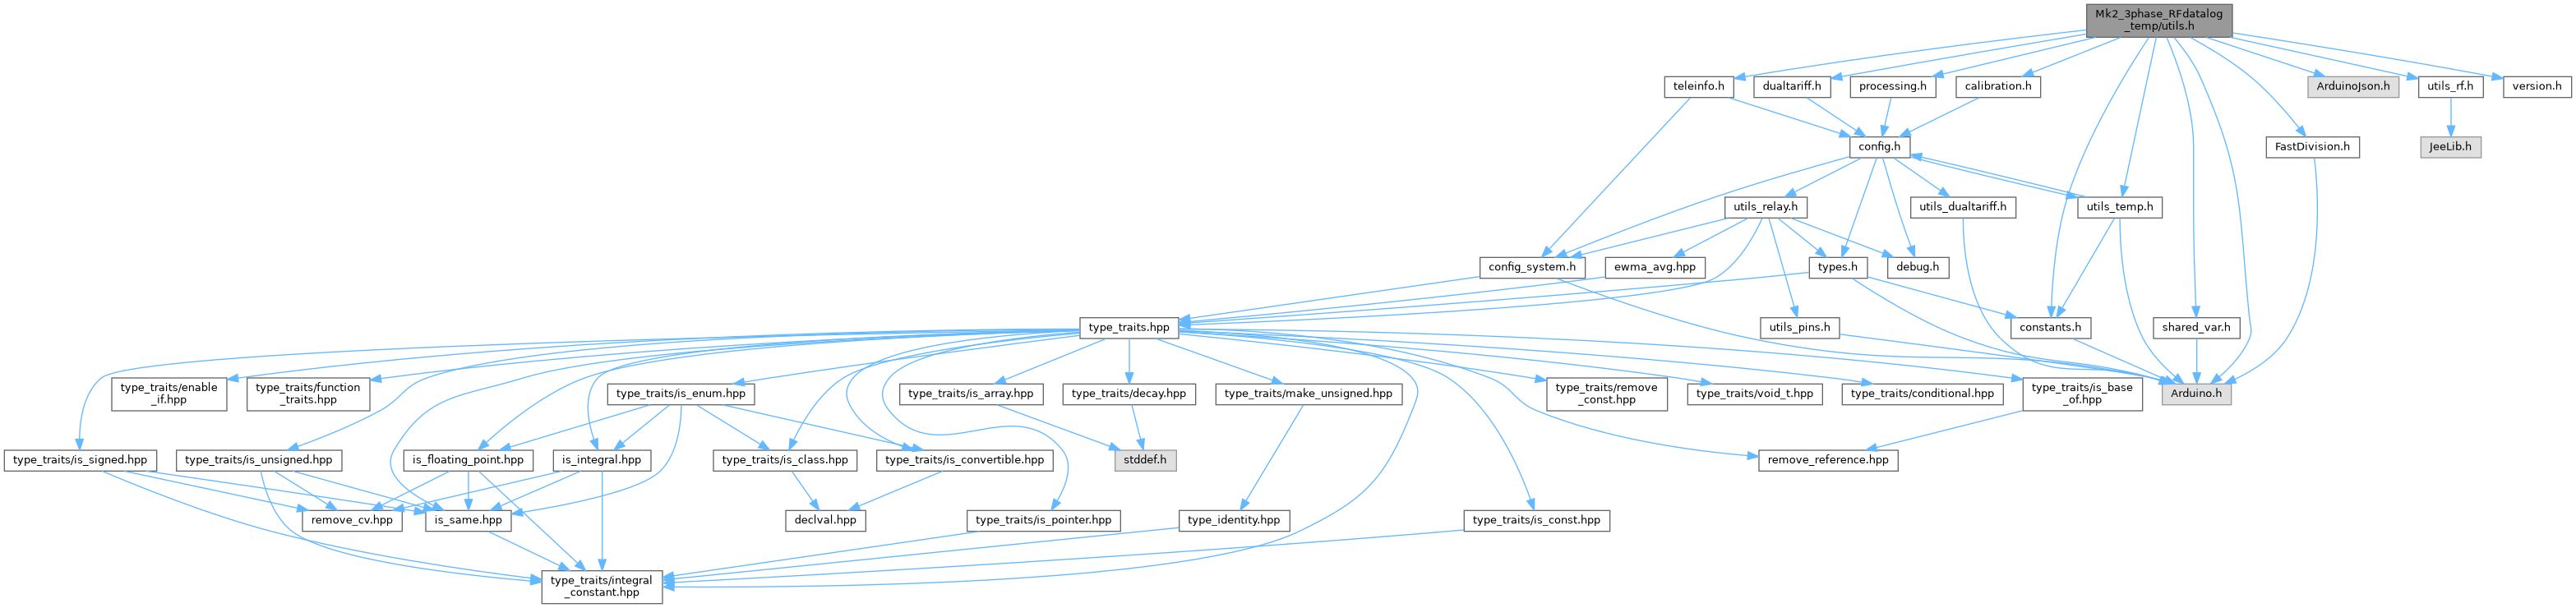 Mk2_3phase_RFdatalog
_temp/utils.h
teleinfo.h
dualtariff.h
processing.h
calibration.h
ArduinoJson.h
utils_rf.h
version.h
config.h
FastDivision.h
JeeLib.h
utils_relay.h
utils_dualtariff.h
utils_temp.h
config_system.h
ewma_avg.hpp
types.h
debug.h
type_traits.hpp
utils_pins.h
constants.h
shared_var.h
type_traits/enable
_if.hpp
type_traits/function
_traits.hpp
type_traits/is_enum.hpp
type_traits/is_array.hpp
type_traits/decay.hpp
type_traits/make_unsigned.hpp
type_traits/remove
_const.hpp
type_traits/void_t.hpp
type_traits/conditional.hpp
type_traits/is_base
_of.hpp
Arduino.h
type_traits/is_signed.hpp
type_traits/is_unsigned.hpp
is_floating_point.hpp
is_integral.hpp
type_traits/is_class.hpp
type_traits/is_convertible.hpp
stddef.h
remove_reference.hpp
remove_cv.hpp
is_same.hpp
declval.hpp
type_traits/is_pointer.hpp
type_identity.hpp
type_traits/is_const.hpp
type_traits/integral
_constant.hpp